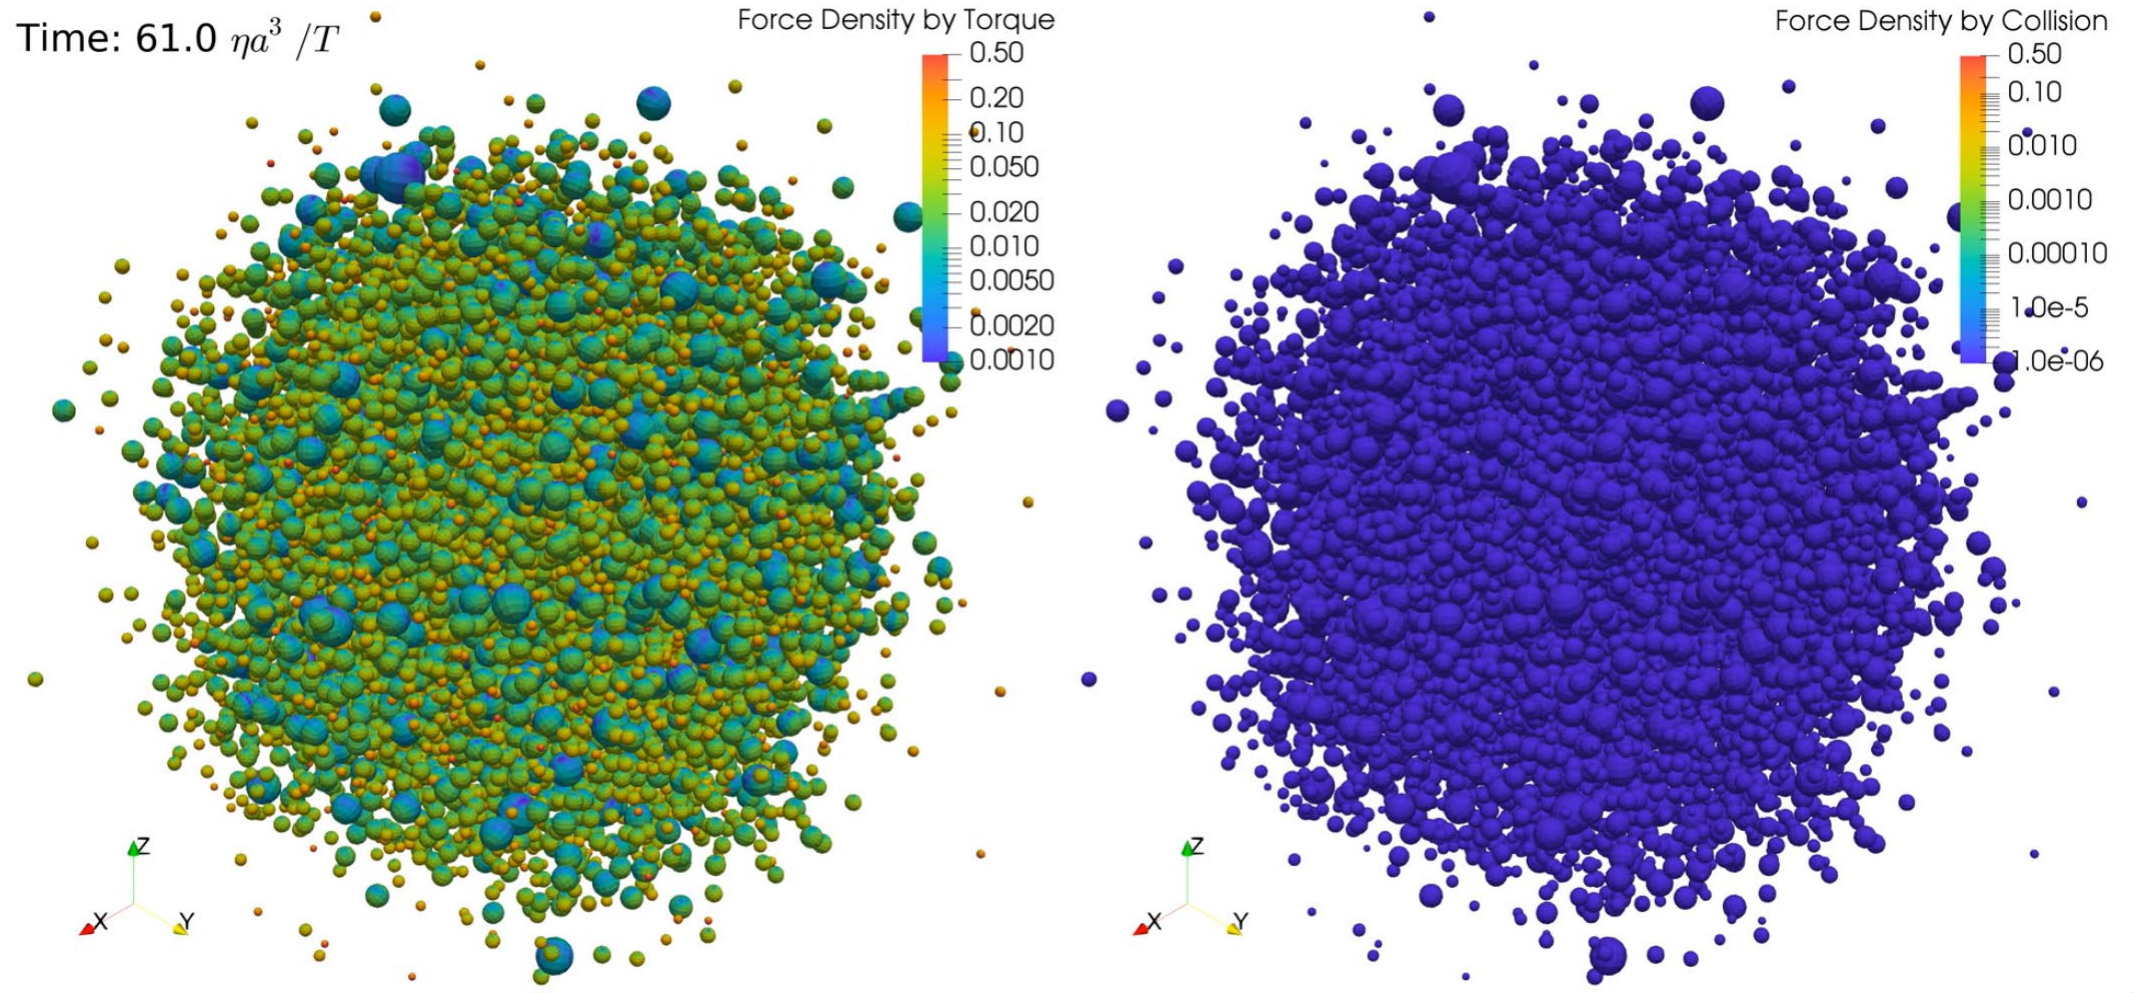 Time: 61.0 ηa³ /T
Force Density by Torque
0.50
0.20
0.10
0.050
0.020
0.010
0.0050
0.0020
0.0010
Z
X
Y
Force Density by Collision
0.50
0.10
0.010
0.0010
0.00010
1.0e-5
1.0e-06
Z
X
Y